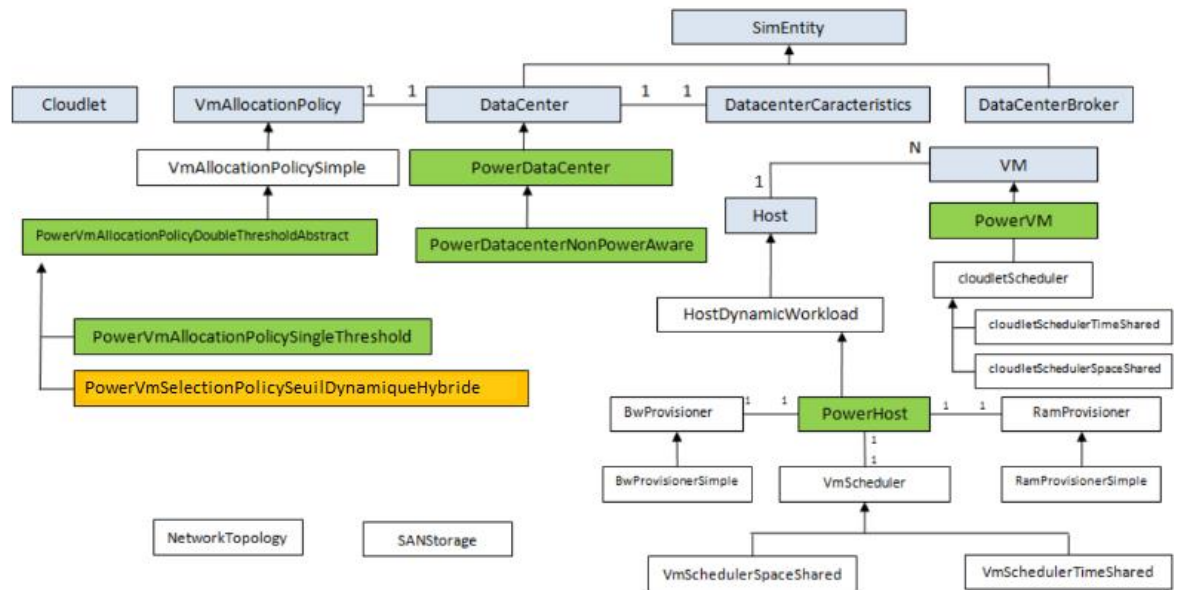 SimEntity
Cloudlet
VmAllocationPolicy
1
1
DataCenter
1
1
DatacenterCaracteristics
DataCenterBroker
VmAllocationPolicySimple
PowerDataCenter
N
VM
1
Host
PowerVM
PowerVmAllocationPolicyDoubleThresholdAbstract
PowerDatacenterNonPowerAware
cloudletScheduler
HostDynamicWorkload
cloudletSchedulerTimeShared
PowerVmAllocationPolicySingleThreshold
cloudletSchedulerSpaceShared
PowerVmSelectionPolicySeuilDynamiqueHybride
BwProvisioner
1
1
PowerHost
1
1
RamProvisioner
1
1
BwProvisionerSimple
VmScheduler
RamProvisionerSimple
NetworkTopology
SANStorage
VmSchedulerSpaceShared
VmSchedulerTimeShared